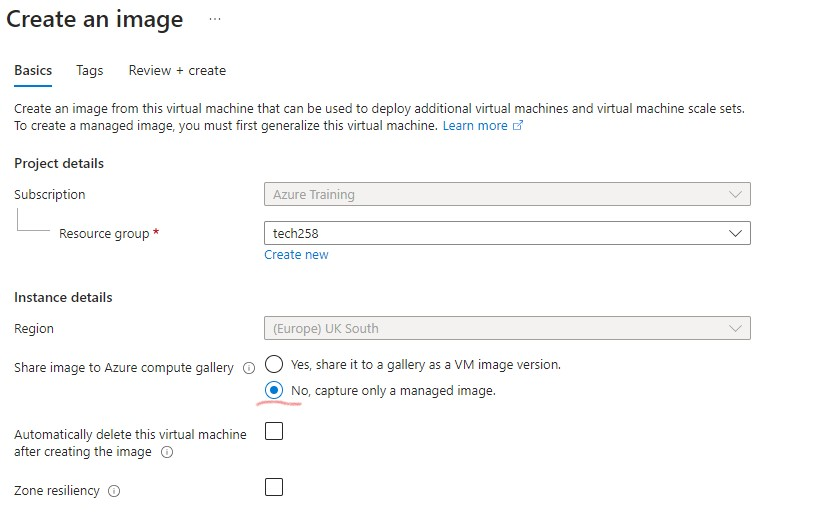 Create an image ...
Basics Tags Review + create
Create an image from this virtual machine that can be used to deploy additional virtual machines and virtual machine scale sets.
To create a managed image, you must first generalize this virtual machine. Learn more
Project details
Subscription Azure Training
Resource group * tech258
Create new
Instance details
Region (Europe) UK South
Share image to Azure compute gallery Yes, share it to a gallery as a VM image version.
No, capture only a managed image.
Automatically delete this virtual machine
after creating the image
Zone resiliency